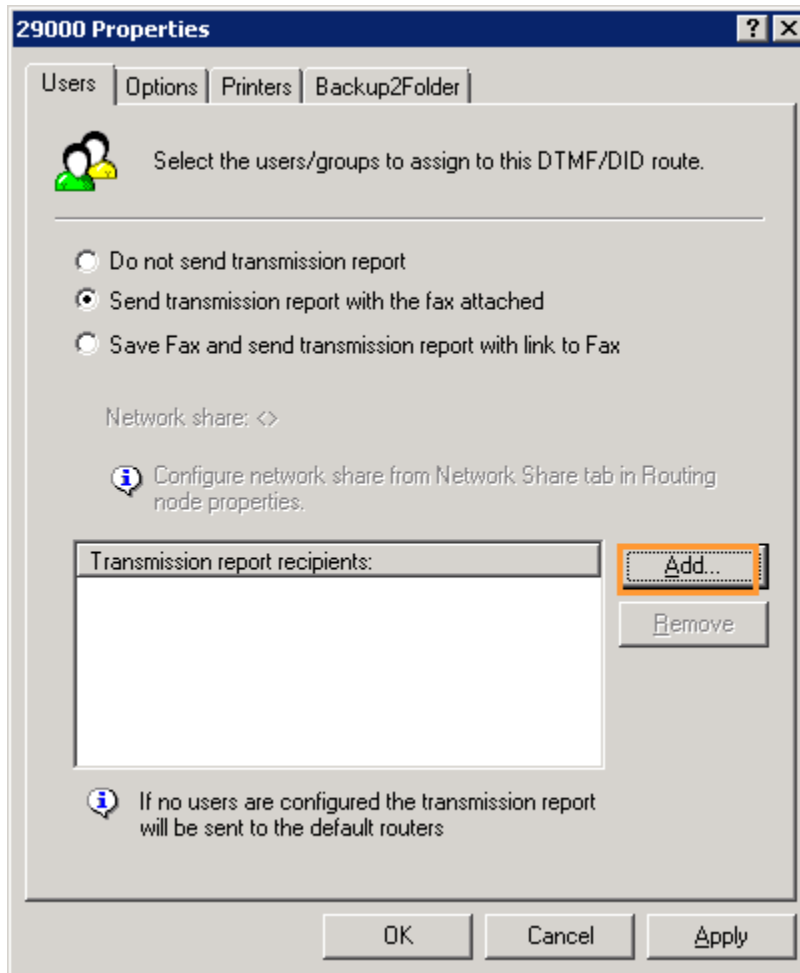 29000 Properties
Users
Options
Printers
Backup2Folder
Select the users/groups to assign to this DTMF/DID route.
Do not send transmission report
Send transmission report with the fax attached
Save Fax and send transmission report with link to Fax
Network share: <>
Configure network share from Network Share tab in Routing
node properties.
Transmission report recipients:
Add...
Remove
If no users are configured the transmission report
will be sent to the default routers
OK
Cancel
Apply